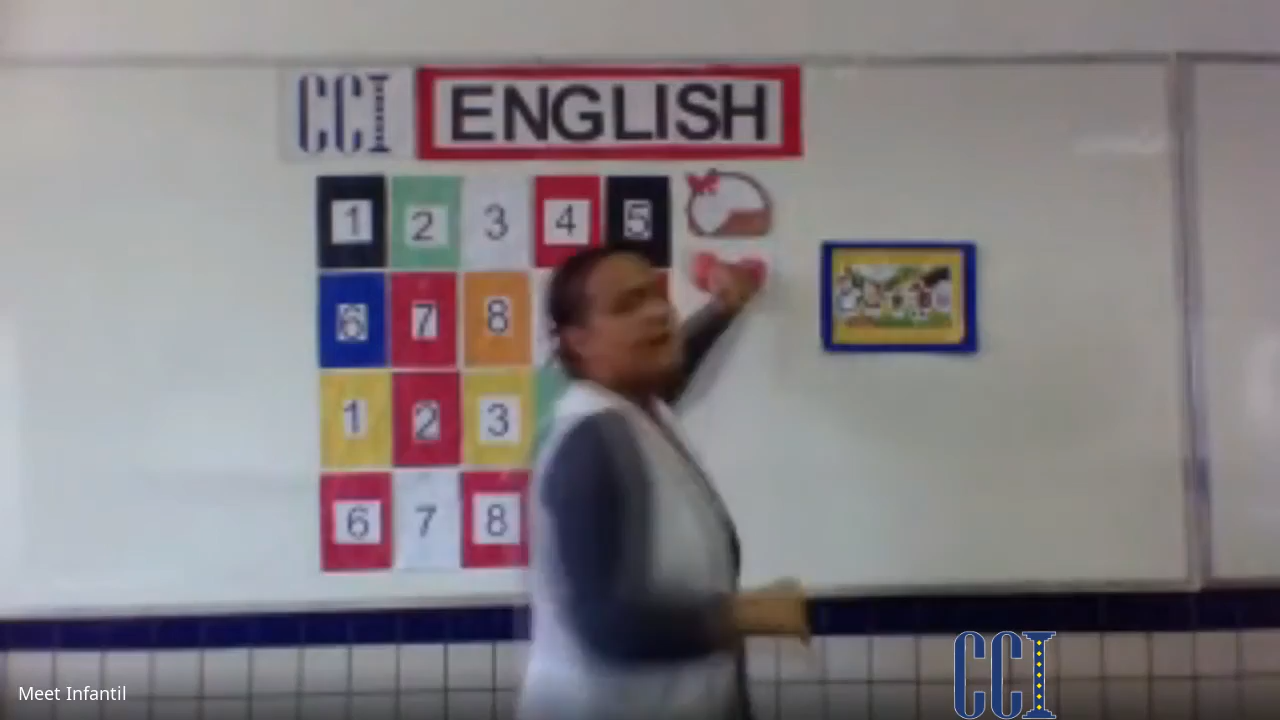 CCI ENGLISH
1 2 3 4 5
6 7 8
1 2 3
6 7 8
Meet Infantil
CCI